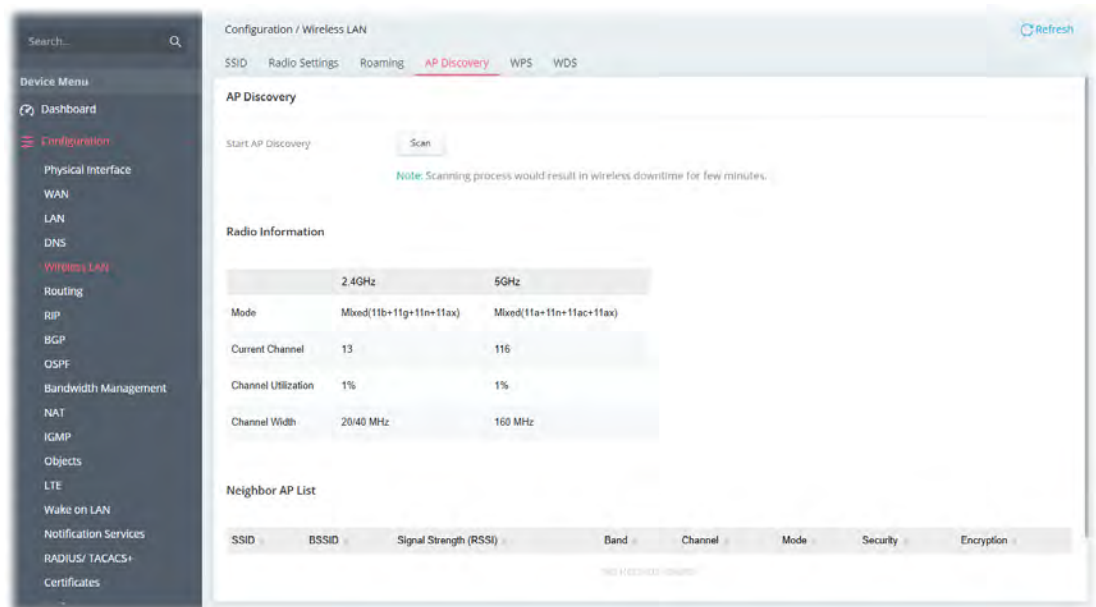 Configuration / Wireless LAN
Refresh
Search...
SSID Radio Settings Roaming AP Discovery WPS WDS
Device Menu
Dashboard
Configuration
Physical Interface
WAN
LAN
DNS
Wireless LAN
Routing
RIP
BGP
OSPF
Bandwidth Management
NAT
IGMP
Objects
LTE
Wake on LAN
Notification Services
RADIUS/ TACACS+
Certificates
AP Discovery
Start AP Discovery Scan
Note: Scanning process would result in wireless downtime for few minutes.
Radio Information
2.4GHz 5GHz
Mode Mixed(11b+11g+11n+11ax) Mixed(11a+11n+11ac+11ax)
Current Channel 13 116
Channel Utilization 1% 1%
Channel Width 20/40 MHz 160 MHz
Neighbor AP List
SSID BSSID Signal Strength (RSSI) Band Channel Mode Security Encryption